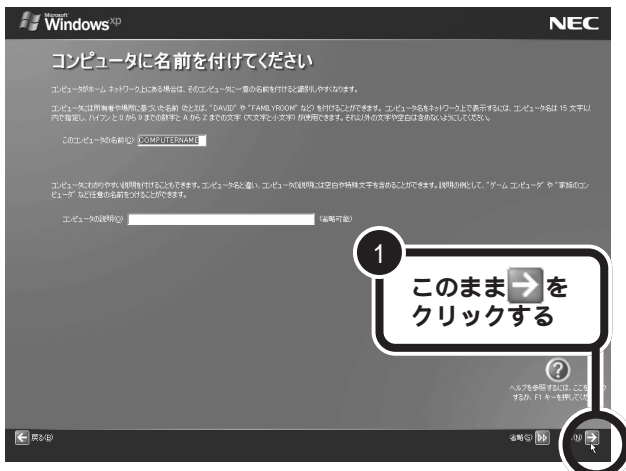 Microsoft
Windows xp
NEC
コンピュータに名前を付けてください
コンピュータがホーム ネットワーク上にある場合は、そのコンピュータに一意の名前を付けると識別しやすくなります。
コンピュータには所有者や場所に基づいた名前 (たとえば、"DAVID" や "FAMILYROOM" など) を付けることができます。コンピュータ名をネットワーク上で表示するには、コンピュータ名は 15 文字以
内で指定し、ハイフンと 0 から 9 までの数字と A から Z までの文字 (大文字と小文字) が使用できます。それ以外の文字や空白は含めないようにしてください。
このコンピュータの名前(C) COMPUTERNAME
コンピュータにわかりやすい説明を付けることもできます。コンピュータ名と違い、コンピュータの説明には空白や特殊文字を含めることができます。説明の例として、"ゲーム コンピュータ" や "家族のコン
ピュータ" など任意の名前をつけることができます。
コンピュータの説明(O) (省略可能)
1
このまま→を
クリックする
?
ヘルプを参照するには、ここを
するか、F1 キーを押して
戻る(B)
省略(S)
(N)